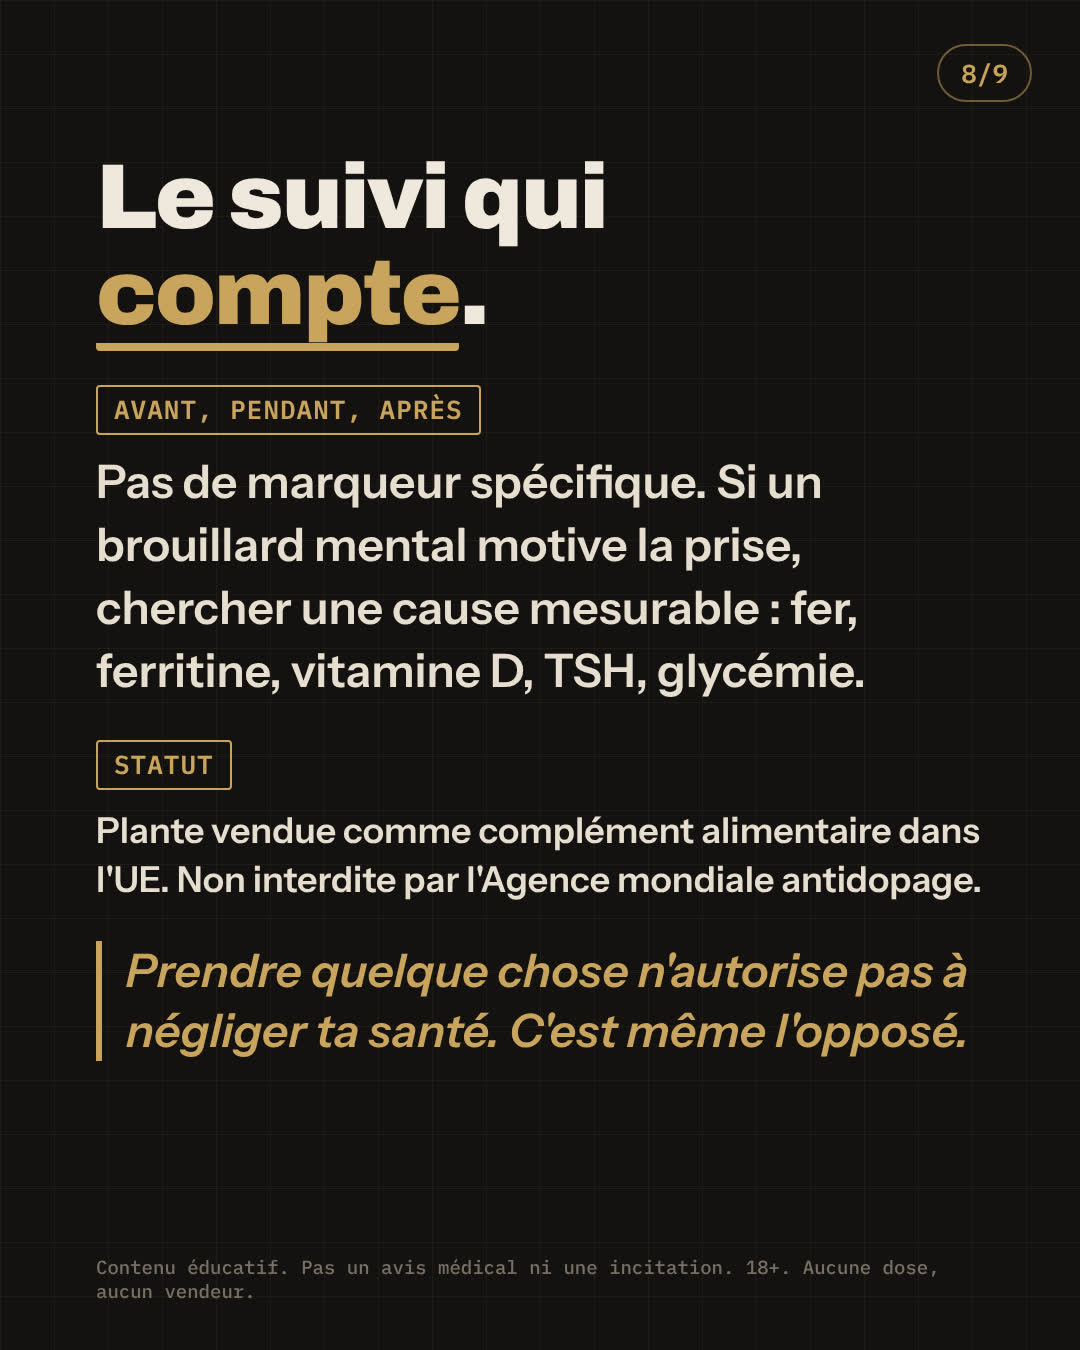 8/9
Le suivi qui
compte.
AVANT, PENDANT, APRÈS
Pas de marqueur spécifique. Si un
brouillard mental motive la prise,
chercher une cause mesurable : fer,
ferritine, vitamine D, TSH, glycémie.
STATUT
Plante vendue comme complément alimentaire dans
l'UE. Non interdite par l'Agence mondiale antidopage.
Prendre quelque chose n'autorise pas à
négliger ta santé. C'est même l'opposé.
Contenu éducatif. Pas un avis médical ni une incitation. 18+. Aucune dose,
aucun vendeur.